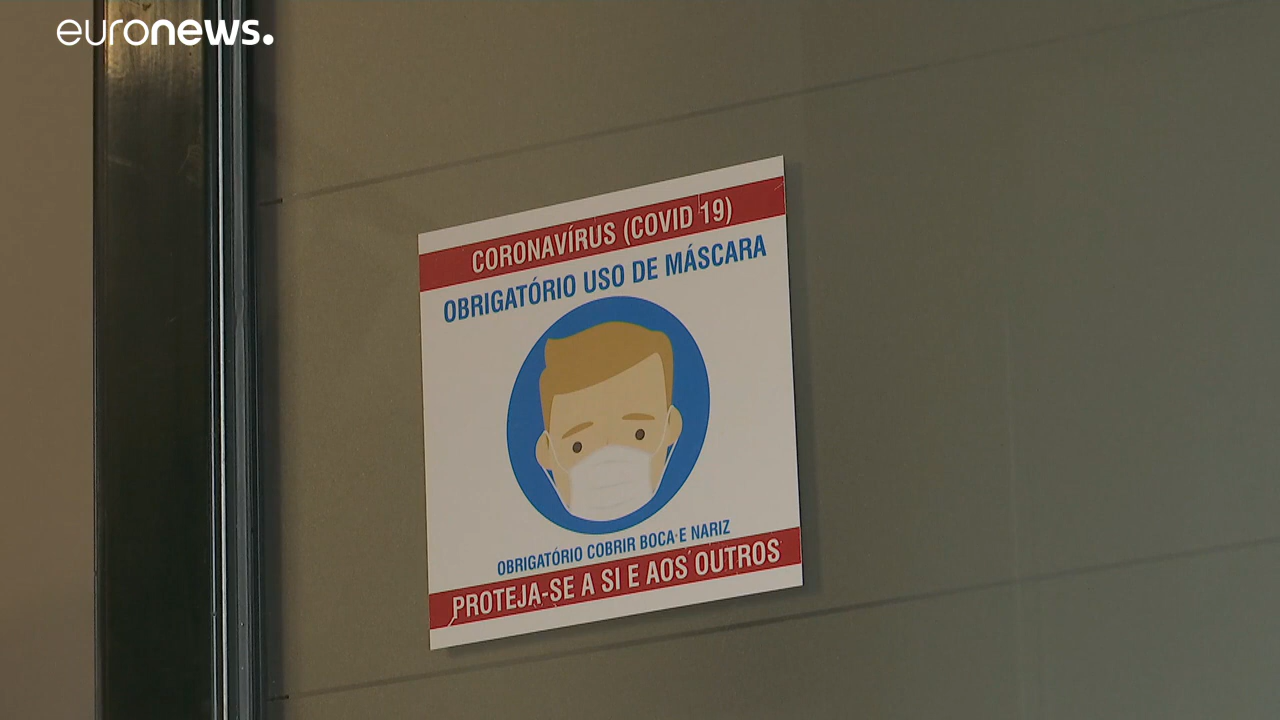 euronews.
CORONAVÍRUS (COVID 19)
OBRIGATÓRIO USO DE MÁSCARA
OBRIGATÓRIO COBRIR BOCA E NARIZ
PROTEJA-SE A SI E AOS OUTROS